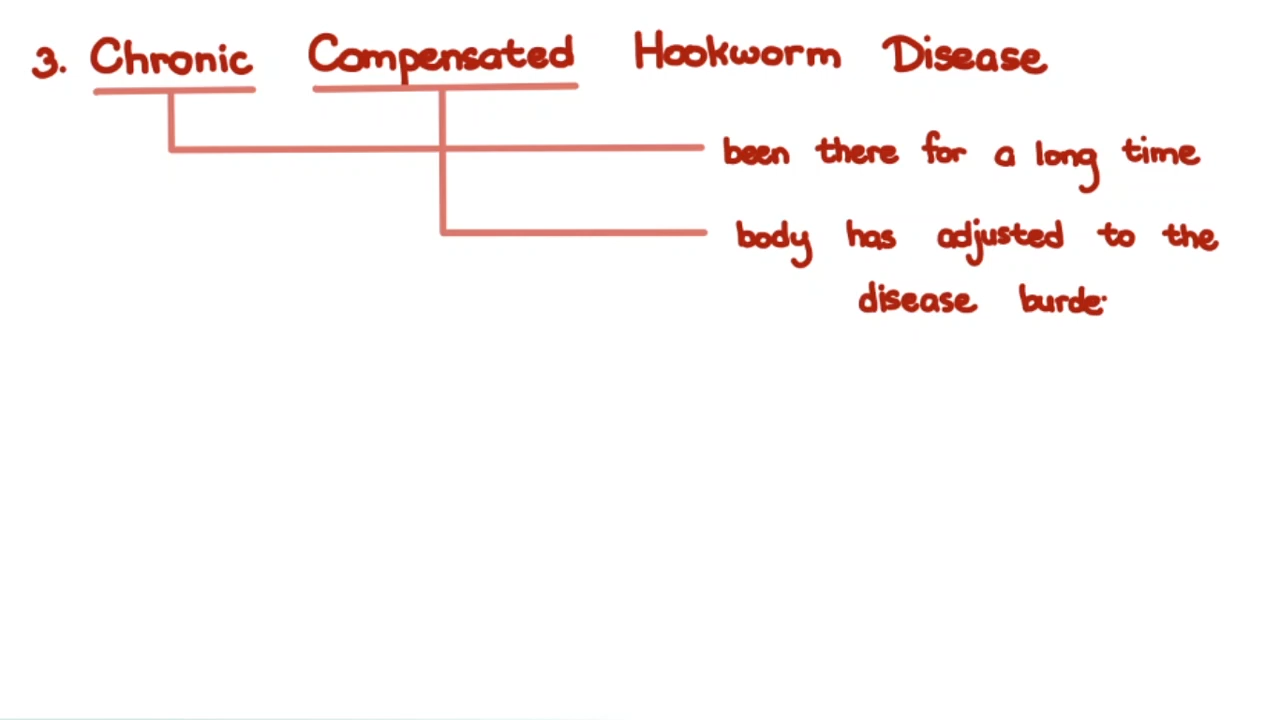 3. Chronic Compensated Hookworm Disease
been there for a long time
body has adjusted to the
disease burde